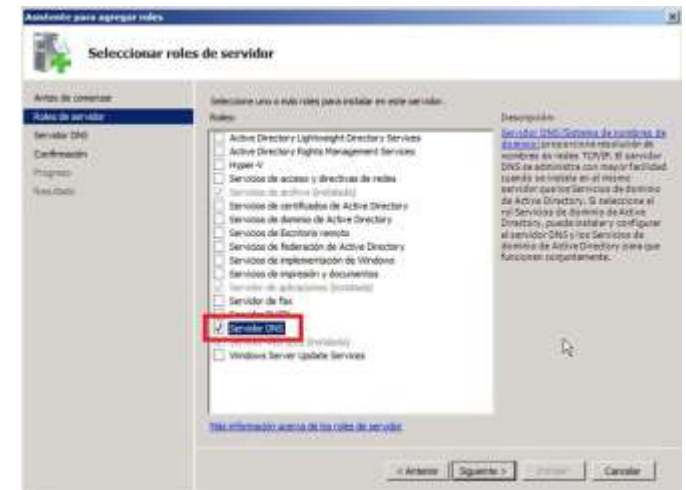 Asistente para agregar roles
Seleccionar roles de servidor
Antes de comenzar
Roles de servidor
Servidor DNS
Confirmación
Progreso
Resultado
Seleccione uno o más roles para instalar en este servidor.
Roles:
Active Directory Lightweight Directory Services
Active Directory Rights Management Services
Hyper-V
Servicios de acceso y directivas de redes
Servicios de archivo (Instalado)
Servicios de certificados de Active Directory
Servicios de dominio de Active Directory
Servicios de Escritorio remoto
Servicios de federación de Active Directory
Servicios de implementación de Windows
Servicios de impresión y documentos
Servidor de aplicaciones (Instalado)
Servidor de fax
Servidor DNS
(Instalado)
Windows Server Update Services
Más información acerca de los roles de servidor
Descripción:
Servidor DNS (Sistema de nombres de
dominio) proporciona resolución de
nombres en redes TCP/IP. El servidor
DNS se administra con mayor facilidad
cuando se instala en el mismo
servidor que los Servicios de dominio
de Active Directory. Si selecciona el
rol Servicios de dominio de Active
Directory, puede instalar y configurar
el servidor DNS y los Servicios de
dominio de Active Directory para que
funcionen conjuntamente.
< Anterior
Siguiente >
Cancelar